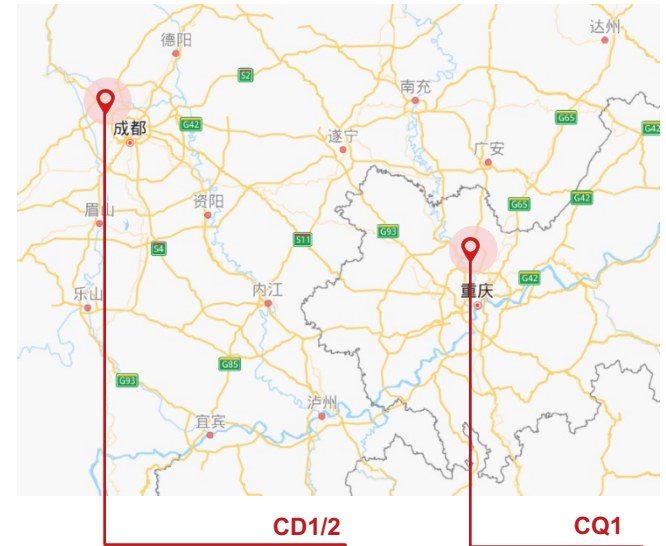 达州
德阳
S2
南充
成都
G42
G65
G42
遂宁
广安
眉山
资阳
G65
G42
S4
S11
G93
乐山
内江
重庆
G42
G93
G85
泸州
宜宾
CD1/2
CQ1